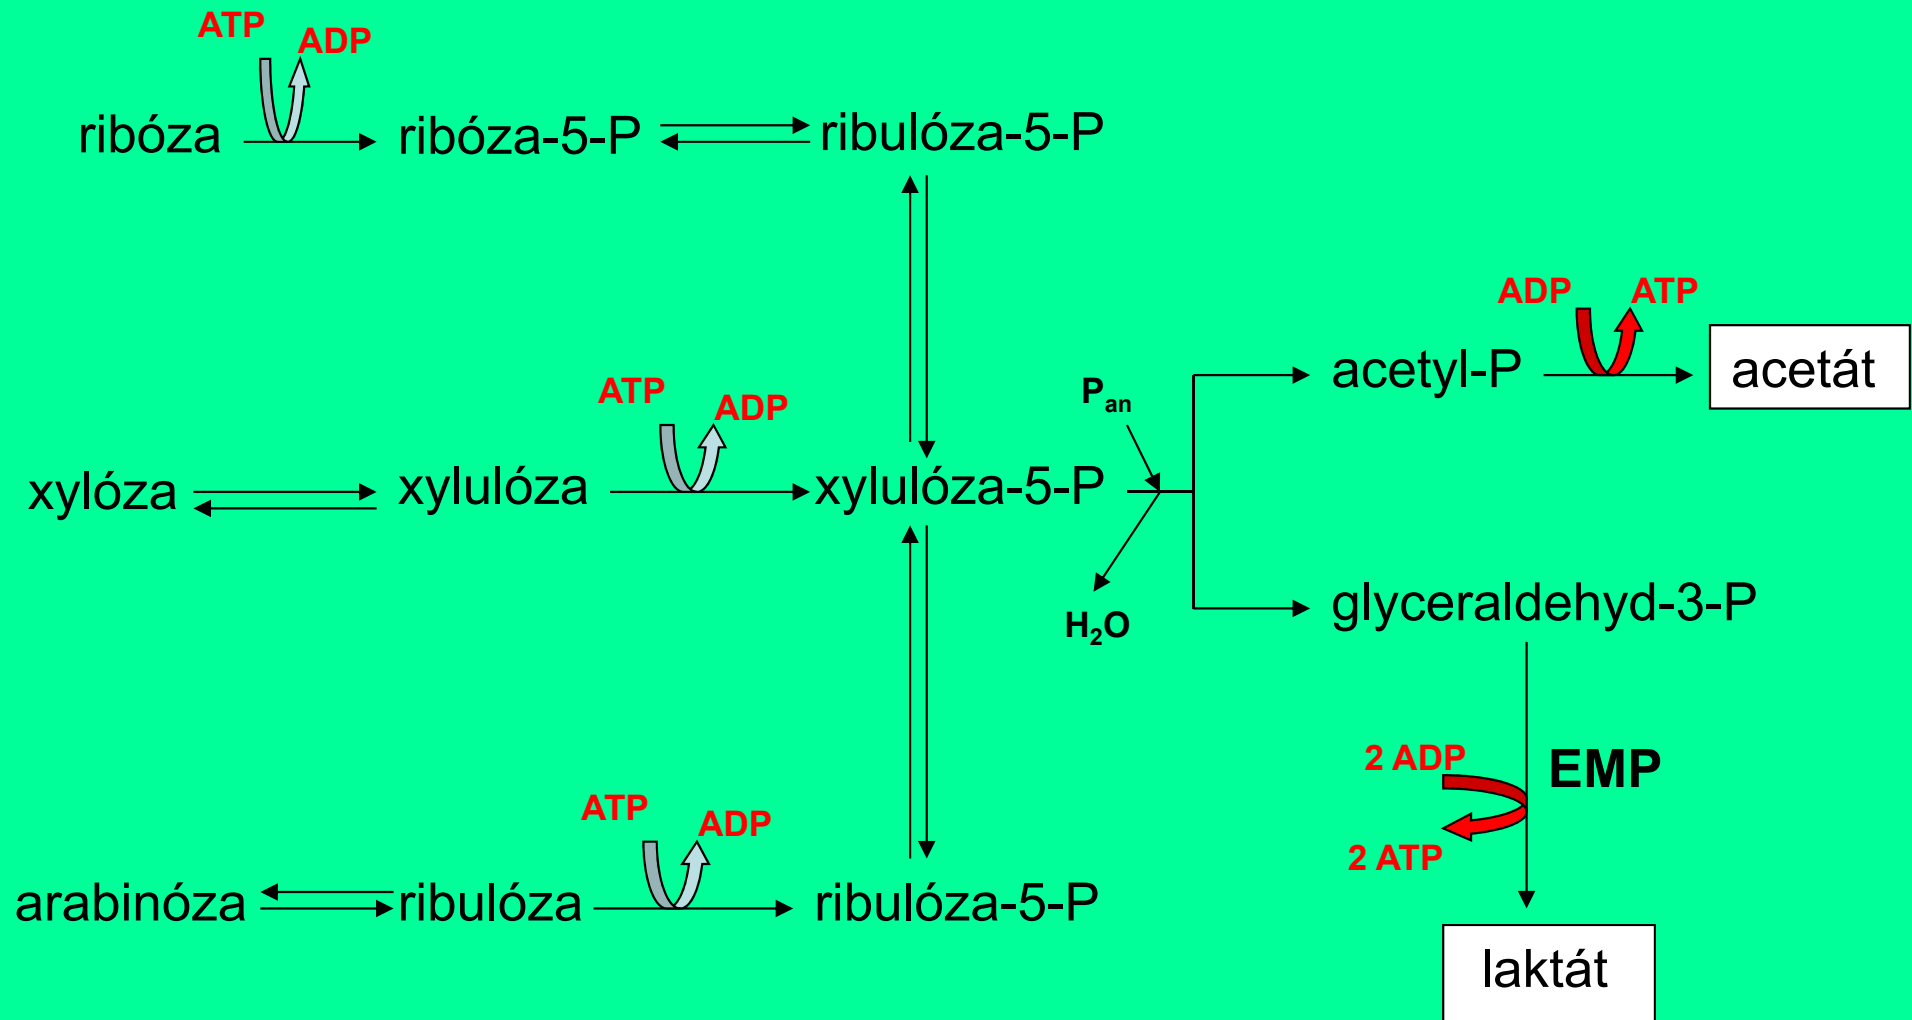 ATP
ADP
ribóza
ribóza-5-P
ribulóza-5-P
ADP
ATP
acetyl-P
acetát
ATP
ADP
P an
xylóza
xylulóza
xylulóza-5-P
H2O
glyceraldehyd-3-P
2 ADP
EMP
2 ATP
ATP
ADP
arabinóza
ribulóza
ribulóza-5-P
laktát